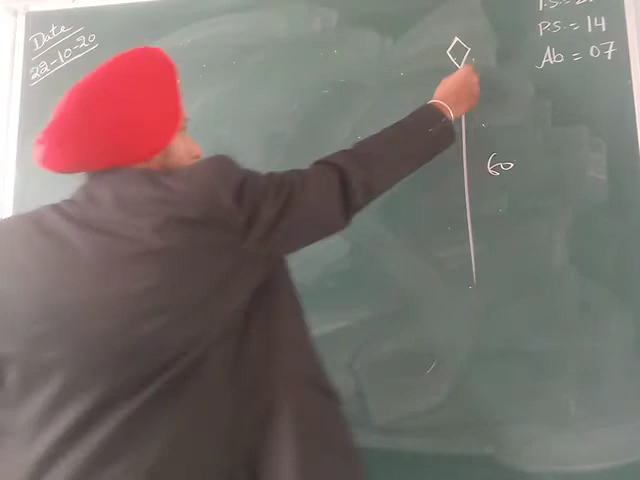 Date
22-10-20
P.S. = 14
Ab = 07
60